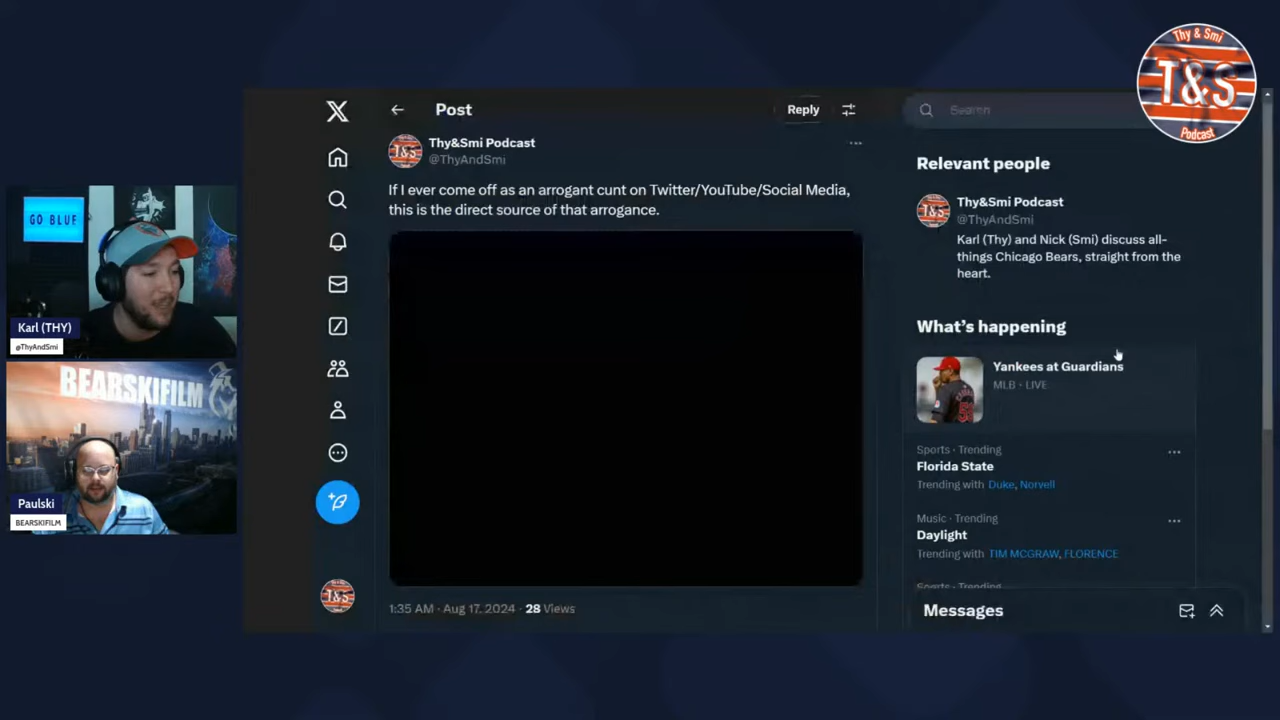 Thy & Smi
T&S
Podcast
GO BLUE
Karl (THY)
@ThyAndSmi
BEARSKIFILM
Paulski
BEARSKIFILM
X
Post
Reply
Search
T&S
Thy&Smi Podcast
@ThyAndSmi
If I ever come off as an arrogant cunt on Twitter/YouTube/Social Media,
this is the direct source of that arrogance.
1:35 AM · Aug 17, 2024 · 28 Views
T&S
Relevant people
T&S
Thy&Smi Podcast
@ThyAndSmi
Karl (Thy) and Nick (Smi) discuss all-
things Chicago Bears, straight from the
heart.
What's happening
Yankees at Guardians
MLB · LIVE
Sports · Trending
Florida State
Trending with Duke, Norvell
Music · Trending
Daylight
Trending with TIM MCGRAW, FLORENCE
Sports · Trending
Messages